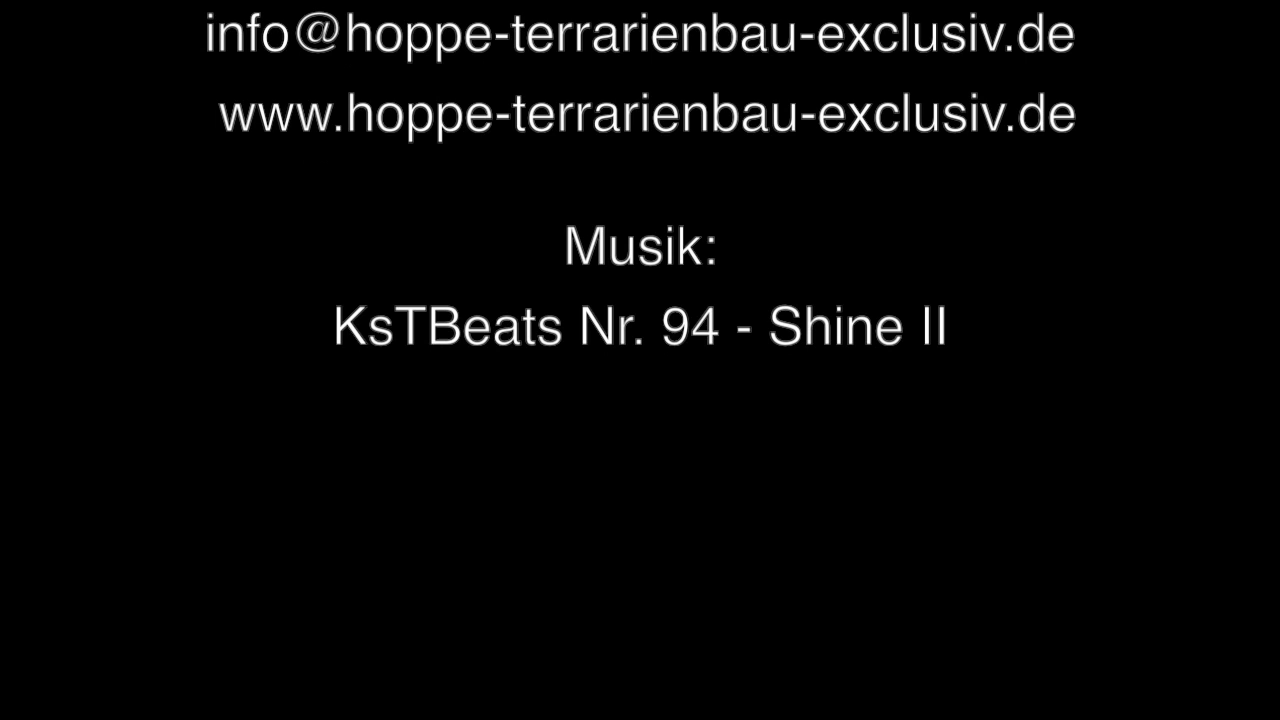 info@hoppe-terrarienbau-exclusiv.de
www.hoppe-terrarienbau-exclusiv.de
Musik:
KsTBeats Nr. 94 - Shine II